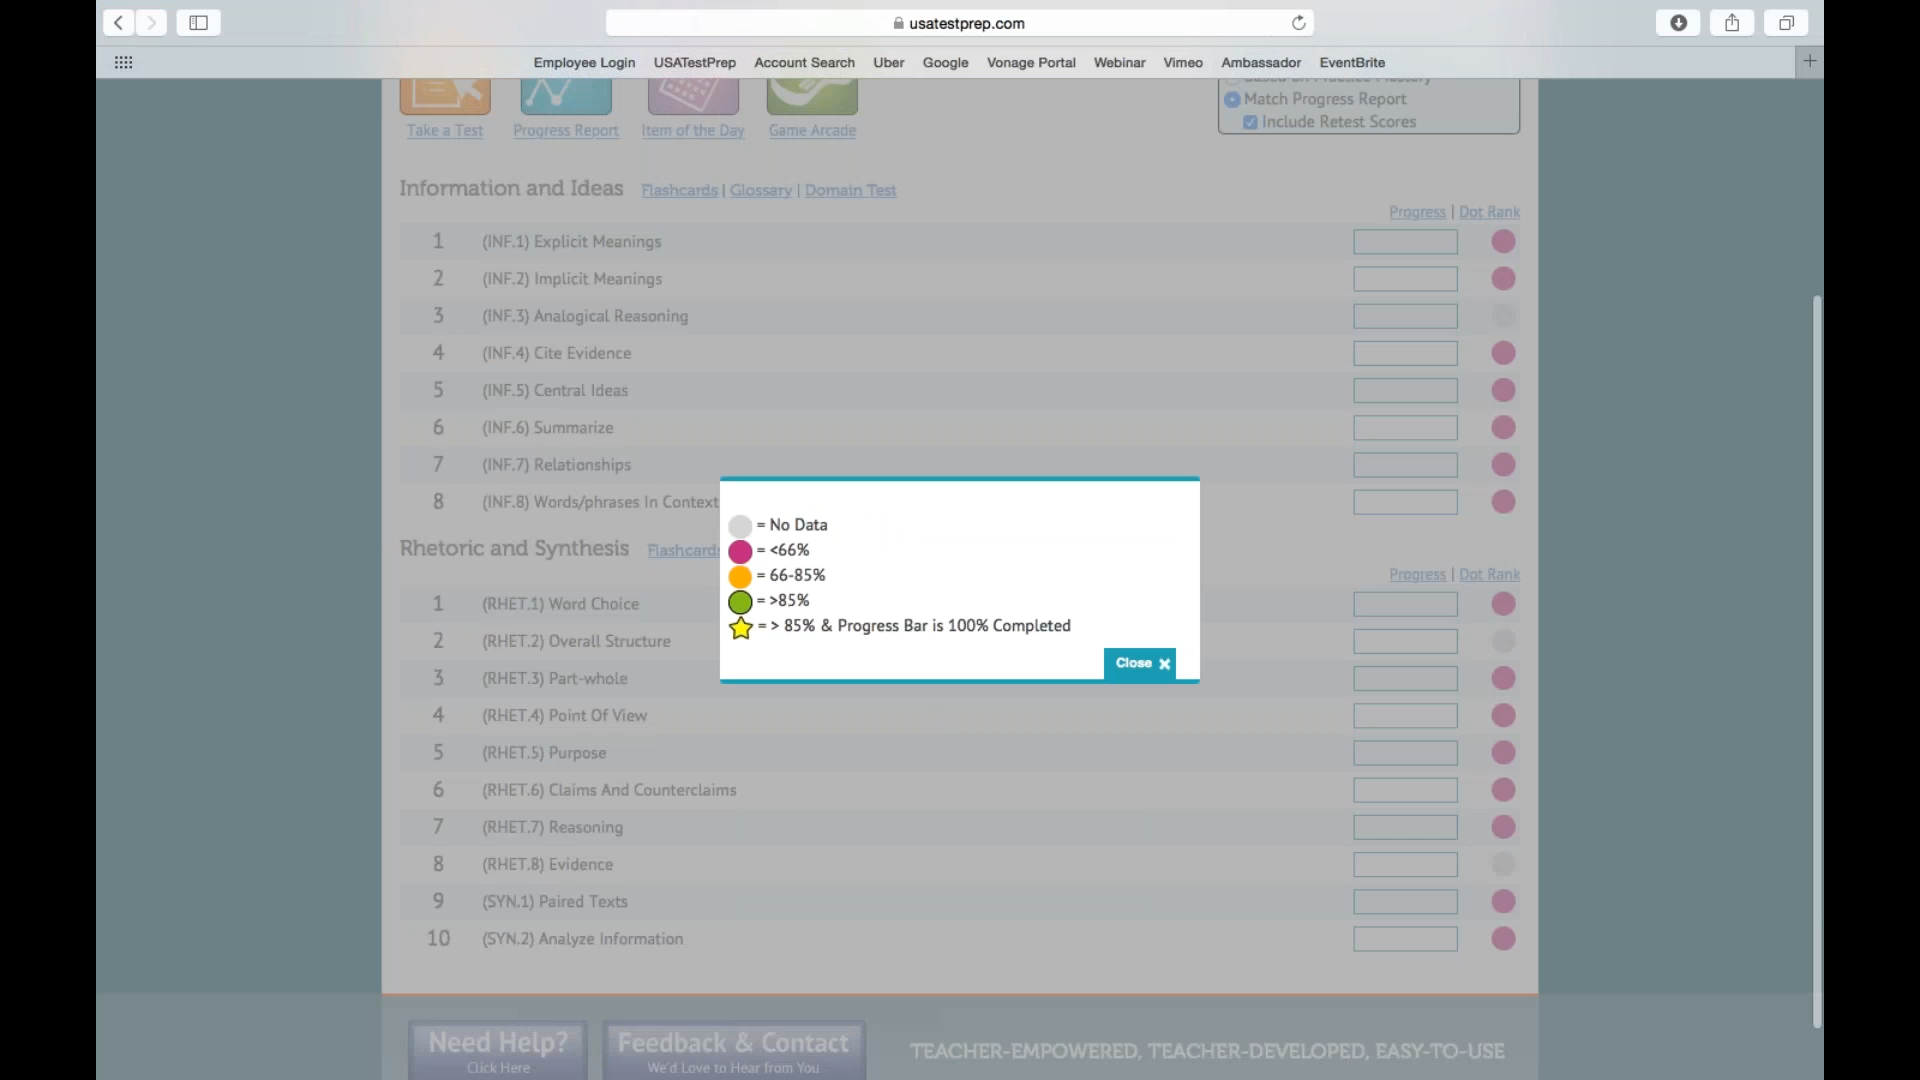 usatestprep.com
Employee Login USATestPrep Account Search Uber Google Vonage Portal Webinar Vimeo Ambassador EventBrite
Based on Practice Mastery
Match Progress Report
Include Retest Scores
Take a Test Progress Report Item of the Day Game Arcade
Information and Ideas Flashcards | Glossary | Domain Test
Progress | Dot Rank
1 (INF.1) Explicit Meanings
2 (INF.2) Implicit Meanings
3 (INF.3) Analogical Reasoning
4 (INF.4) Cite Evidence
5 (INF.5) Central Ideas
6 (INF.6) Summarize
7 (INF.7) Relationships
8 (INF.8) Words/phrases In Context
= No Data
= <66%
= 66-85%
= >85%
= > 85% & Progress Bar is 100% Completed
Close x
Rhetoric and Synthesis Flashcards
Progress | Dot Rank
1 (RHET.1) Word Choice
2 (RHET.2) Overall Structure
3 (RHET.3) Part-whole
4 (RHET.4) Point Of View
5 (RHET.5) Purpose
6 (RHET.6) Claims And Counterclaims
7 (RHET.7) Reasoning
8 (RHET.8) Evidence
9 (SYN.1) Paired Texts
10 (SYN.2) Analyze Information
Need Help?
Click Here
Feedback & Contact
We'd Love to Hear from You
TEACHER-EMPOWERED, TEACHER-DEVELOPED, EASY-TO-USE